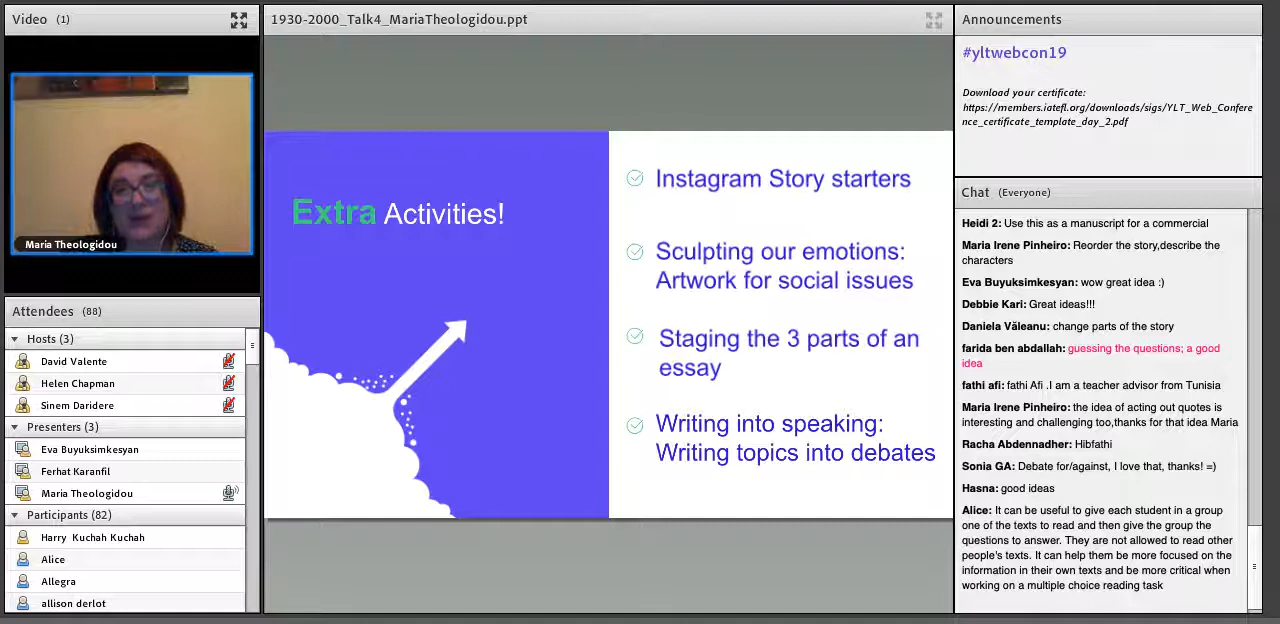 Video (1)
Maria Theologidou
Attendees (88)
Hosts (3)
David Valente
Helen Chapman
Sinem Daridere
Presenters (3)
Eva Buyuksimkesyan
Ferhat Karanfil
Maria Theologidou
Participants (82)
Harry Kuchah Kuchah
Alice
Allegra
allison derlot
1930-2000_Talk4_MariaTheologidou.ppt
Extra Activities!
Instagram Story starters
Sculpting our emotions:
Artwork for social issues
Staging the 3 parts of an
essay
Writing into speaking:
Writing topics into debates
Announcements
#yltwebcon19
Download your certificate:
https://members.iatefl.org/downloads/sigs/YLT_Web_Confere
nce_certificate_template_day_2.pdf
Chat (Everyone)
Heidi 2: Use this as a manuscript for a commercial
Maria Irene Pinheiro: Reorder the story,describe the
characters
Eva Buyuksimkesyan: wow great idea :)
Debbie Kari: Great ideas!!!
Daniela Văleanu: change parts of the story
farida ben abdallah: guessing the questions; a good
idea
fathi afi: fathi Afi .I am a teacher advisor from Tunisia
Maria Irene Pinheiro: the idea of acting out quotes is
interesting and challenging too,thanks for that idea Maria
Racha Abdennadher: Hibfathi
Sonia GA: Debate for/against, I love that, thanks! =)
Hasna: good ideas
Alice: It can be useful to give each student in a group
one of the texts to read and then give the group the
questions to answer. They are not allowed to read other
people's texts. It can help them be more focused on the
information in their own texts and be more critical when
working on a multiple choice reading task